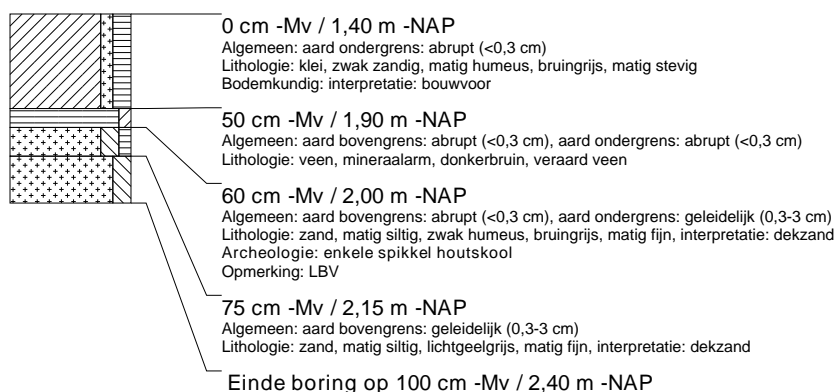 0 cm -Mv / 1,40 m -NAP
Algemeen: aard ondergrens: abrupt (<0,3 cm)
Lithologie: klei, zwak zandig, matig humeus, bruingrijs, matig stevig
Bodemkundig: interpretatie: bouwvoor
50 cm -Mv / 1,90 m -NAP
Algemeen: aard bovengrens: abrupt (<0,3 cm), aard ondergrens: abrupt (<0,3 cm)
Lithologie: veen, mineraalarm, donkerbruin, veraard veen
60 cm -Mv / 2,00 m -NAP
Algemeen: aard bovengrens: abrupt (<0,3 cm), aard ondergrens: geleidelijk (0,3-3 cm)
Lithologie: zand, matig siltig, zwak humeus, bruingrijs, matig fijn, interpretatie: dekzand
Archeologie: enkele spikkel houtskool
Opmerking: LBV
75 cm -Mv / 2,15 m -NAP
Algemeen: aard bovengrens: geleidelijk (0,3-3 cm)
Lithologie: zand, matig siltig, lichtgeelgrijs, matig fijn, interpretatie: dekzand
Einde boring op 100 cm -Mv / 2,40 m -NAP